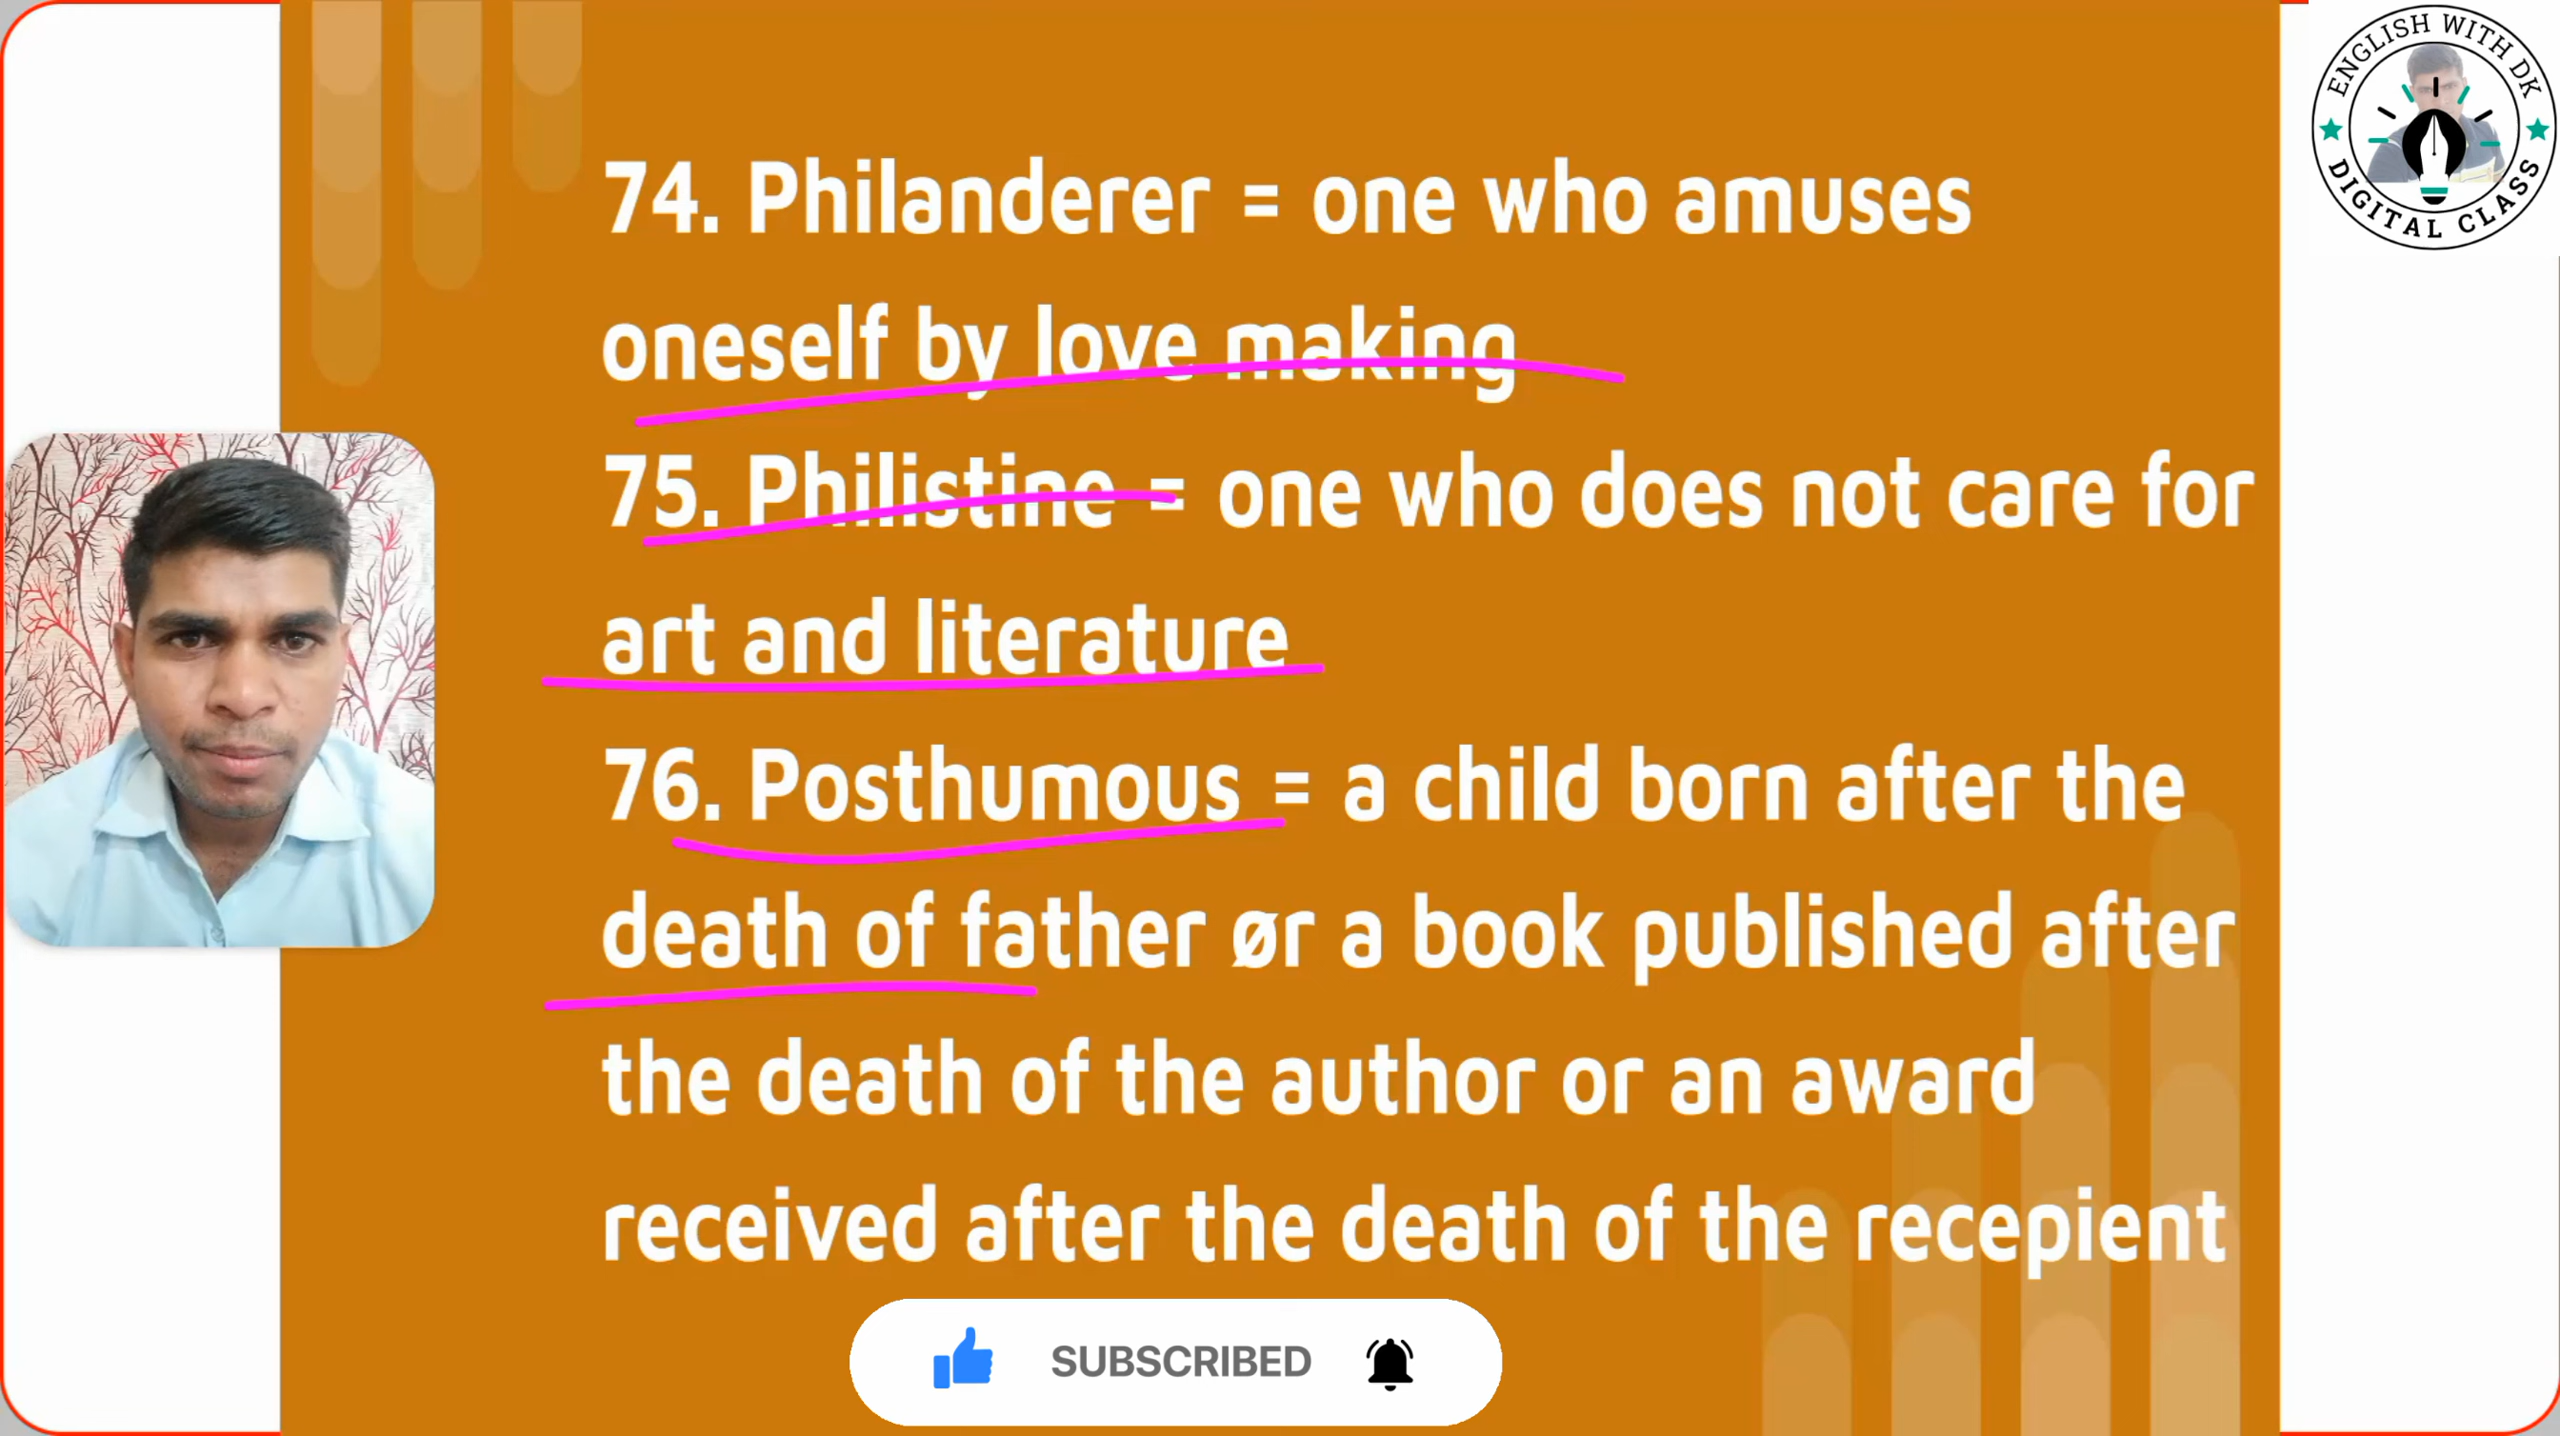 ENGLISH WITH DK
DIGITAL CLASS
74. Philanderer = one who amuses
oneself by love making
75. Philistine = one who does not care for
art and literature
76. Posthumous = a child born after the
death of father ør a book published after
the death of the author or an award
received after the death of the recepient
SUBSCRIBED